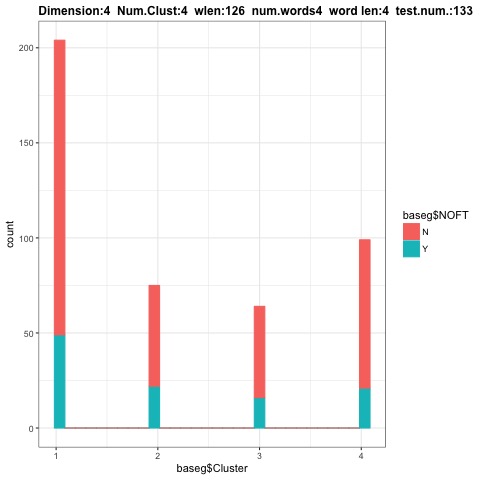 Dimension:4 Num.Clust:4 wlen:126 num.words4 word len:4 test.num.:133
200
150
100
50
0
count
1 2 3 4
baseg$Cluster
baseg$NOFT
N
Y